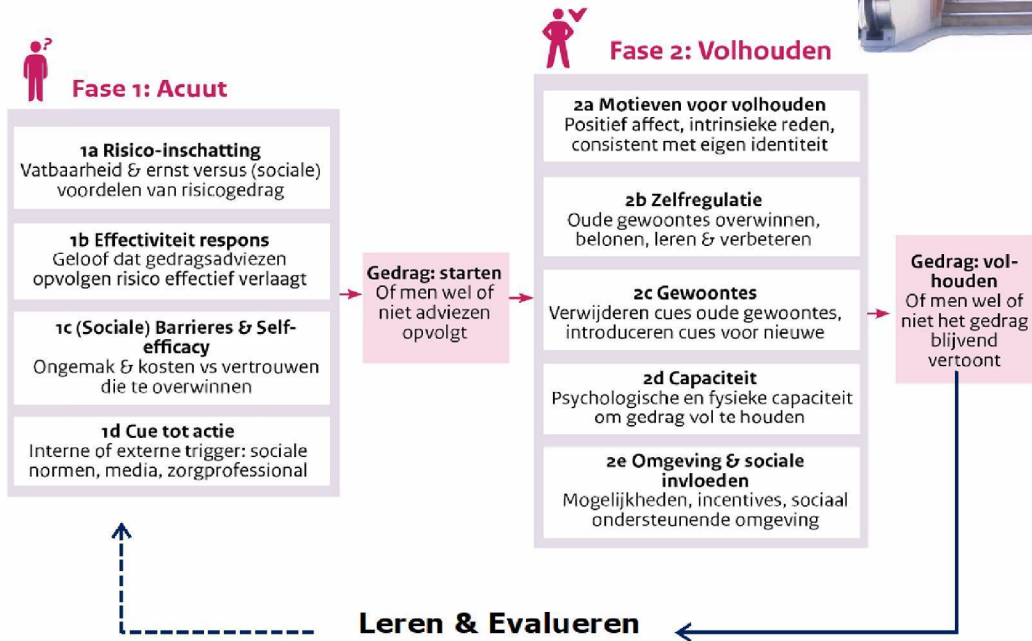 ?
Fase 1: Acuut
1a Risico-inschatting
Vatbaarheid & ernst versus (sociale)
voordelen van risicogedrag
1b Effectiviteit respons
Geloof dat gedragsadviezen
opvolgen risico effectief verlaagt
1c (Sociale) Barrieres & Self-
efficacy
Ongemak & kosten vs vertrouwen
die te overwinnen
1d Cue tot actie
Interne of externe trigger: sociale
normen, media, zorgprofessional
Gedrag: starten
Of men wel of
niet adviezen
opvolgt
Fase 2: Volhouden
2a Motieven voor volhouden
Positief affect, intrinsieke reden,
consistent met eigen identiteit
2b Zelfregulatie
Oude gewoontes overwinnen,
belonen, leren & verbeteren
2c Gewoontes
Verwijderen cues oude gewoontes,
introduceren cues voor nieuwe
2d Capaciteit
Psychologische en fysieke capaciteit
om gedrag vol te houden
2e Omgeving & sociale
invloeden
Mogelijkheden, incentives, sociaal
ondersteunende omgeving
Gedrag: vol-
houden
Of men wel of
niet het gedrag
blijvend
vertoont
Leren & Evalueren